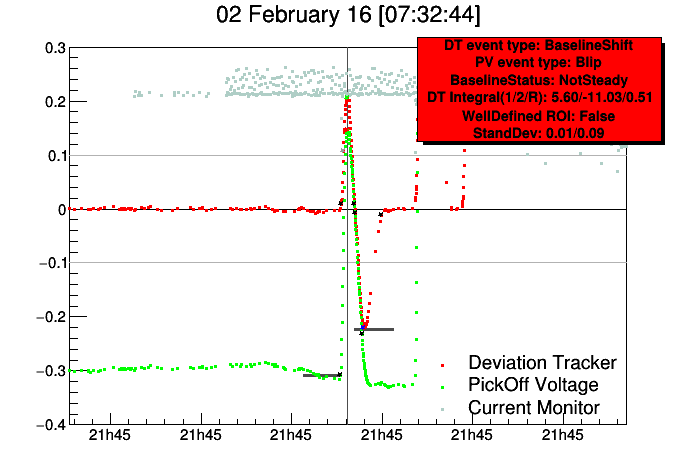 02 February 16 [07:32:44]
DT event type: BaselineShift
PV event type: Blip
BaselineStatus: NotSteady
DT Integral(1/2/R): 5.60/-11.03/0.51
WellDefined ROI: False
StandDev: 0.01/0.09
0.3
0.2
0.1
0
−0.1
−0.2
−0.3
−0.4
Deviation Tracker
PickOff Voltage
Current Monitor
21h45 21h45 21h45 21h45 21h45 21h45